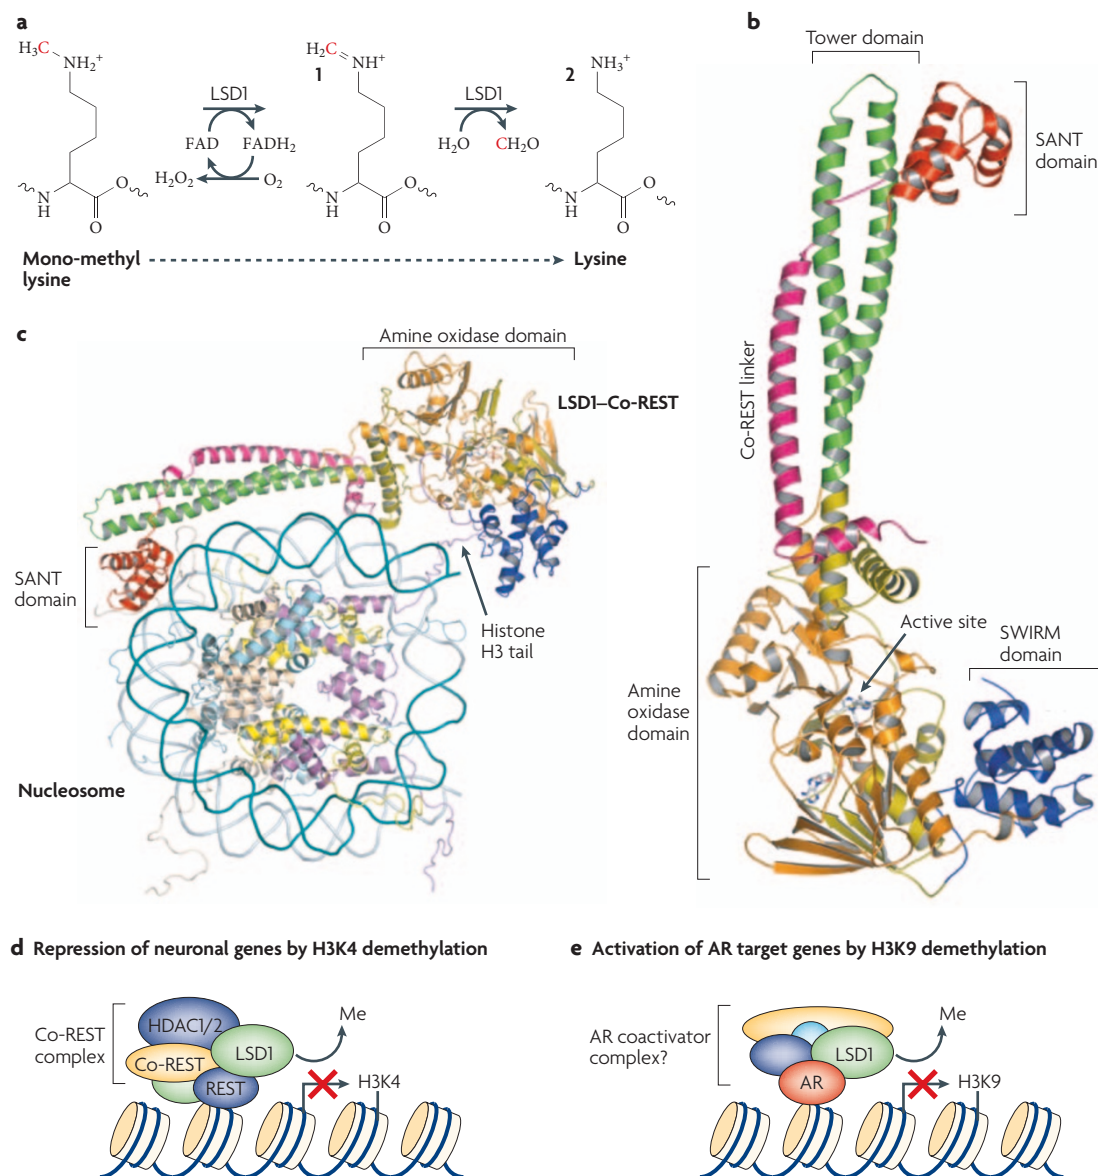 a
H3C
NH2+
H2C
NH+
1
2
NH3+
LSD1
FAD
FADH2
H2O2
O2
LSD1
H2O
CH2O
N
H
O
O
N
H
O
O
N
H
O
O
Mono-methyl
lysine
Lysine
b
Tower domain
SANT
domain
Co-REST linker
Active site
SWIRM
domain
Amine
oxidase
domain
c
Amine oxidase domain
LSD1–Co-REST
SANT
domain
Histone
H3 tail
Nucleosome
d Repression of neuronal genes by H3K4 demethylation
Co-REST
complex
HDAC1/2
Co-REST
LSD1
REST
Me
H3K4
e Activation of AR target genes by H3K9 demethylation
AR coactivator
complex?
LSD1
AR
Me
H3K9